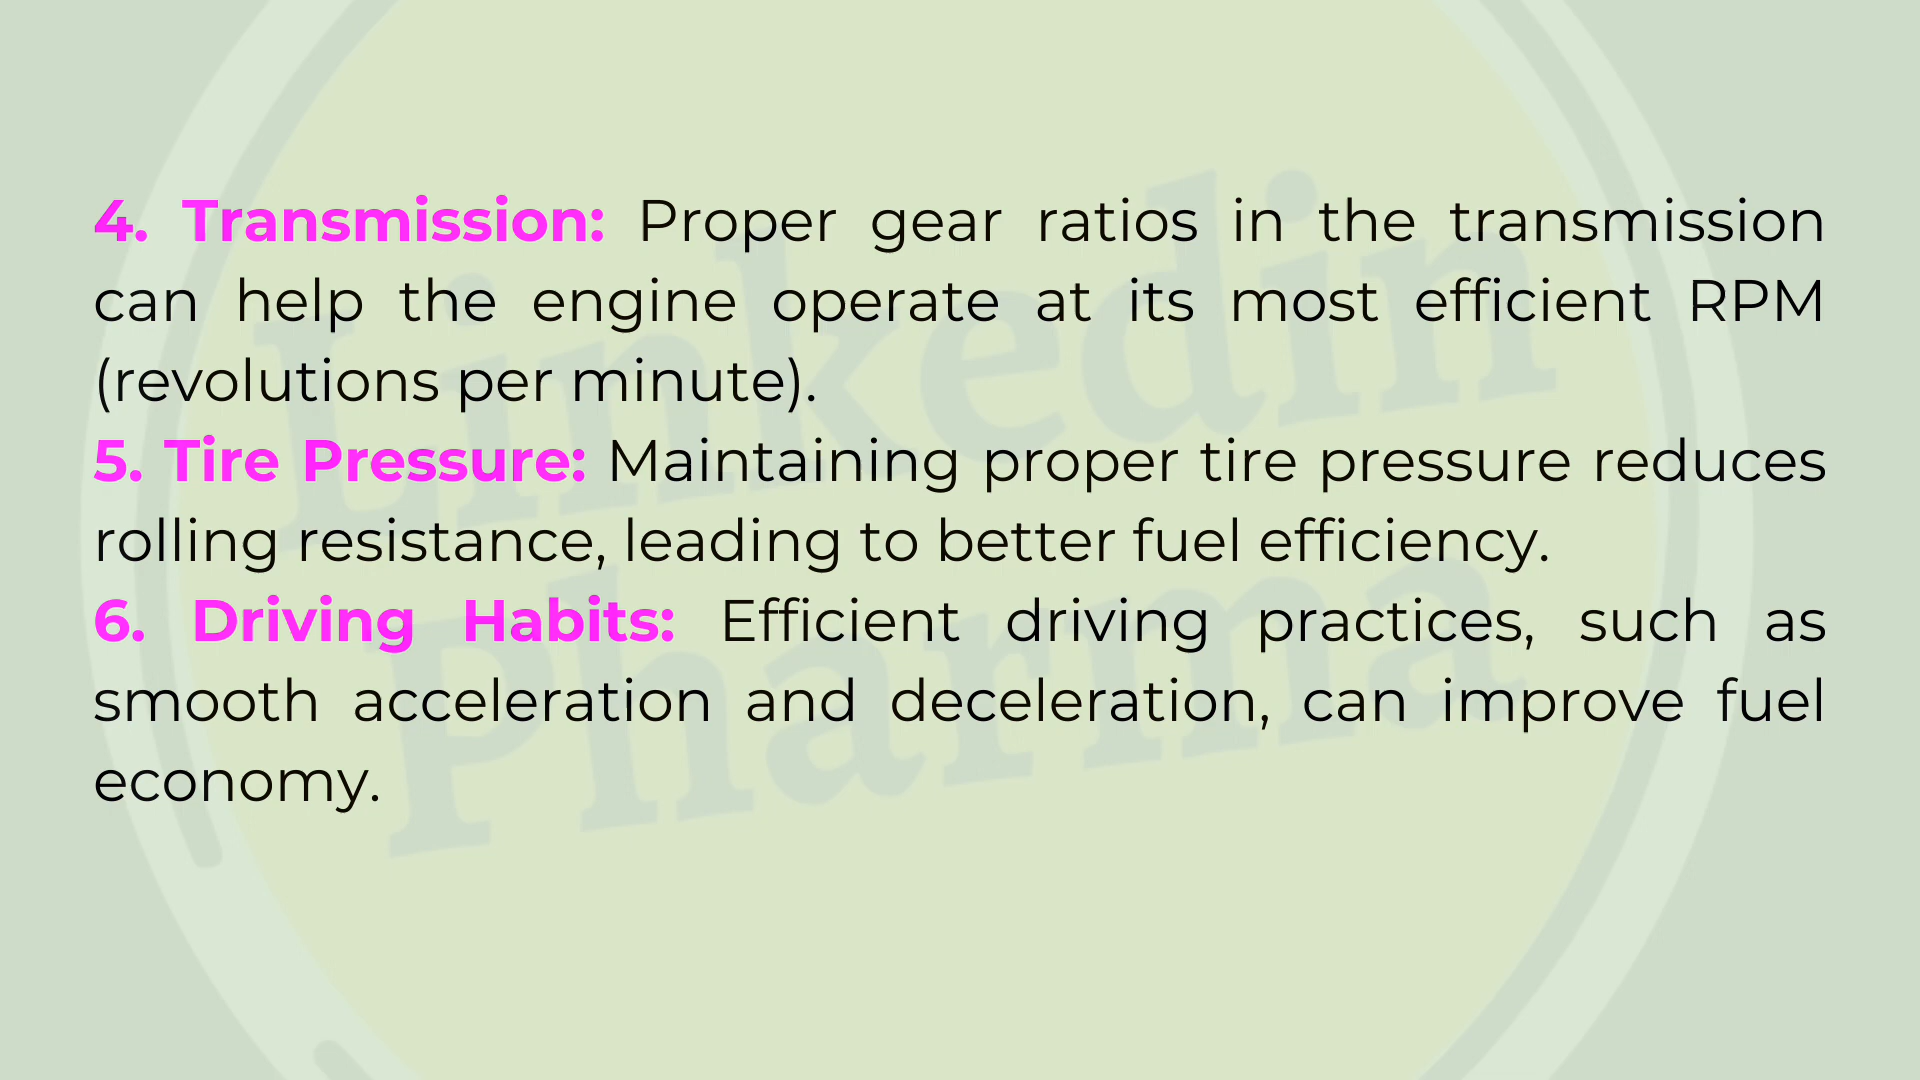 4. Transmission: Proper gear ratios in the transmission
can help the engine operate at its most efficient RPM
(revolutions per minute).
5. Tire Pressure: Maintaining proper tire pressure reduces
rolling resistance, leading to better fuel efficiency.
6. Driving Habits: Efficient driving practices, such as
smooth acceleration and deceleration, can improve fuel
economy.
Linkedin
Pharma